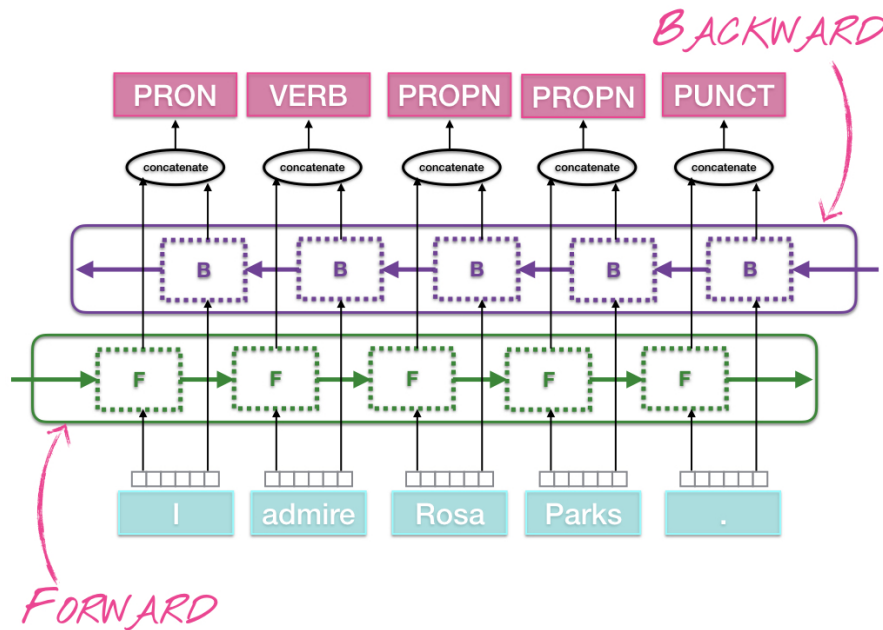 BACKWARD
PRON VERB PROPN PROPN PUNCT
concatenate concatenate concatenate concatenate concatenate
B B B B B
F F F F F
I admire Rosa Parks .
FORWARD